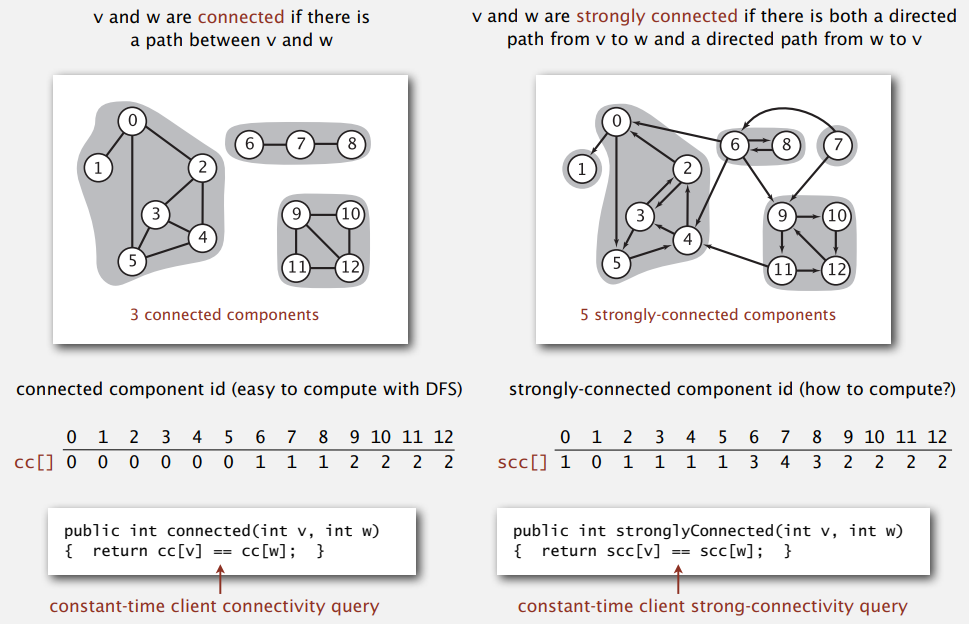 v and w are connected if there is
a path between v and w
0
1
2
3
4
5
6
7
8
9
10
11
12
3 connected components
connected component id (easy to compute with DFS)
0 1 2 3 4 5 6 7 8 9 10 11 12
cc[] 0 0 0 0 0 0 1 1 1 2 2 2 2
public int connected(int v, int w)
{ return cc[v] == cc[w]; }
constant-time client connectivity query
v and w are strongly connected if there is both a directed
path from v to w and a directed path from w to v
0
1
2
3
4
5
6
8
7
9
10
11
12
5 strongly-connected components
strongly-connected component id (how to compute?)
0 1 2 3 4 5 6 7 8 9 10 11 12
scc[] 1 0 1 1 1 1 3 4 3 2 2 2 2
public int stronglyConnected(int v, int w)
{ return scc[v] == scc[w]; }
constant-time client strong-connectivity query